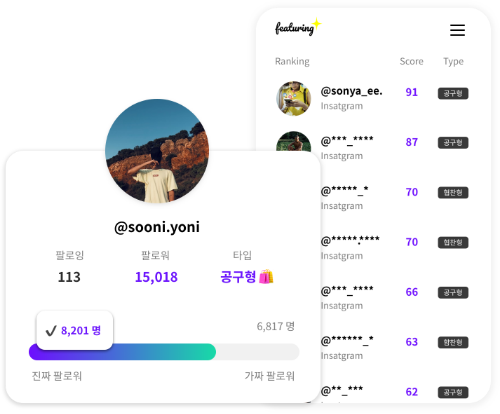 featuring
Ranking Score Type
@sonya_ee. 91 공구형
Insatgram
@***_**** 87 공구형
Insatgram
@*****_* 70 협찬형
Insatgram
@*****.**** 70 협찬형
Insatgram
@***_**** 66 공구형
Insatgram
@******_* 63 협찬형
Insatgram
@**_*** 62 공구형
@sooni.yoni
팔로잉 팔로워 타입
113 15,018 공구형
✓ 8,201 명 6,817 명
진짜 팔로워 가짜 팔로워